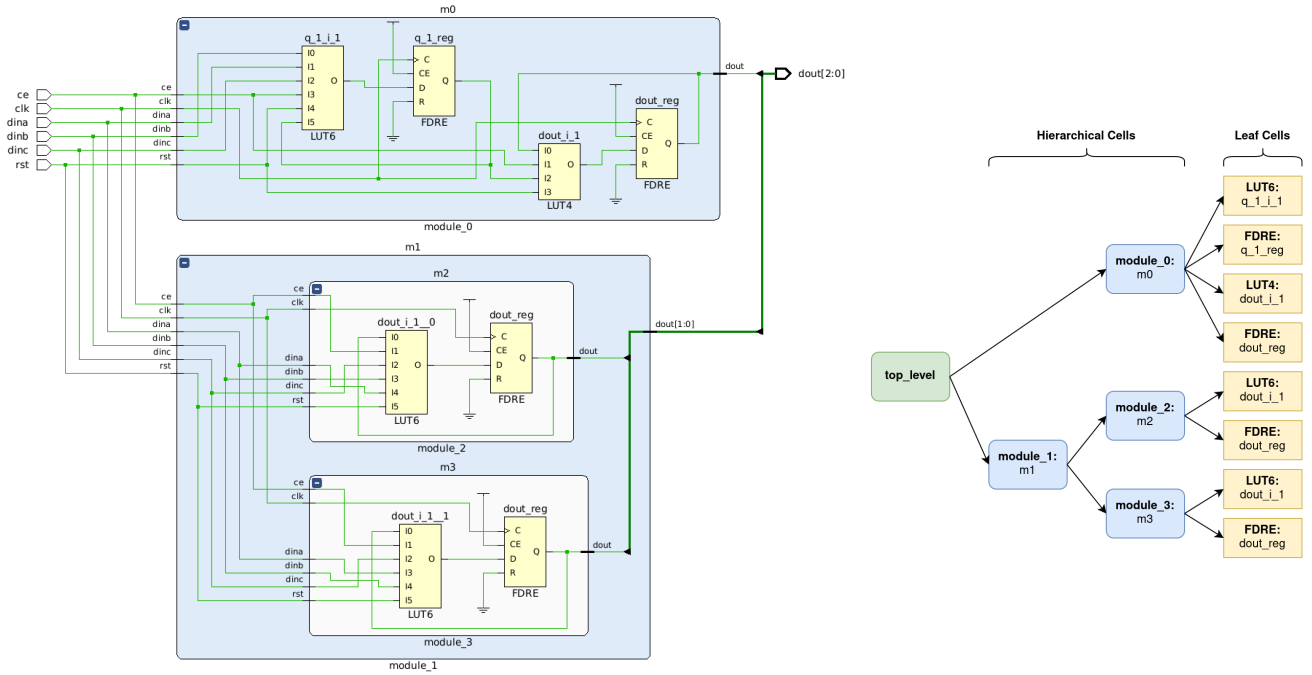 m0
q_1_i_1
I0
I1
I2
I3
I4
I5
O
LUT6
q_1_reg
C
CE
D
R
Q
FDRE
dout_i_1
I0
I1
I2
I3
O
LUT4
dout_reg
C
CE
D
R
Q
FDRE
ce
clk
dina
dinb
dinc
rst
ce
clk
dina
dinb
dinc
rst
dout
dout[2:0]
module_0
m1
ce
clk
dina
dinb
dinc
rst
m2
ce
clk
dina
dinb
dinc
rst
dout_i_1__0
I0
I1
I2
I3
I4
I5
O
LUT6
dout_reg
C
CE
D
R
Q
FDRE
dout
module_2
dout[1:0]
m3
ce
clk
dina
dinb
dinc
rst
dout_i_1__1
I0
I1
I2
I3
I4
I5
O
LUT6
dout_reg
C
CE
D
R
Q
FDRE
dout
module_3
module_1
Hierarchical Cells
Leaf Cells
top_level
module_0:
m0
module_1:
m1
module_2:
m2
module_3:
m3
LUT6:
q_1_i_1
FDRE:
q_1_reg
LUT4:
dout_i_1
FDRE:
dout_reg
LUT6:
dout_i_1
FDRE:
dout_reg
LUT6:
dout_i_1
FDRE:
dout_reg